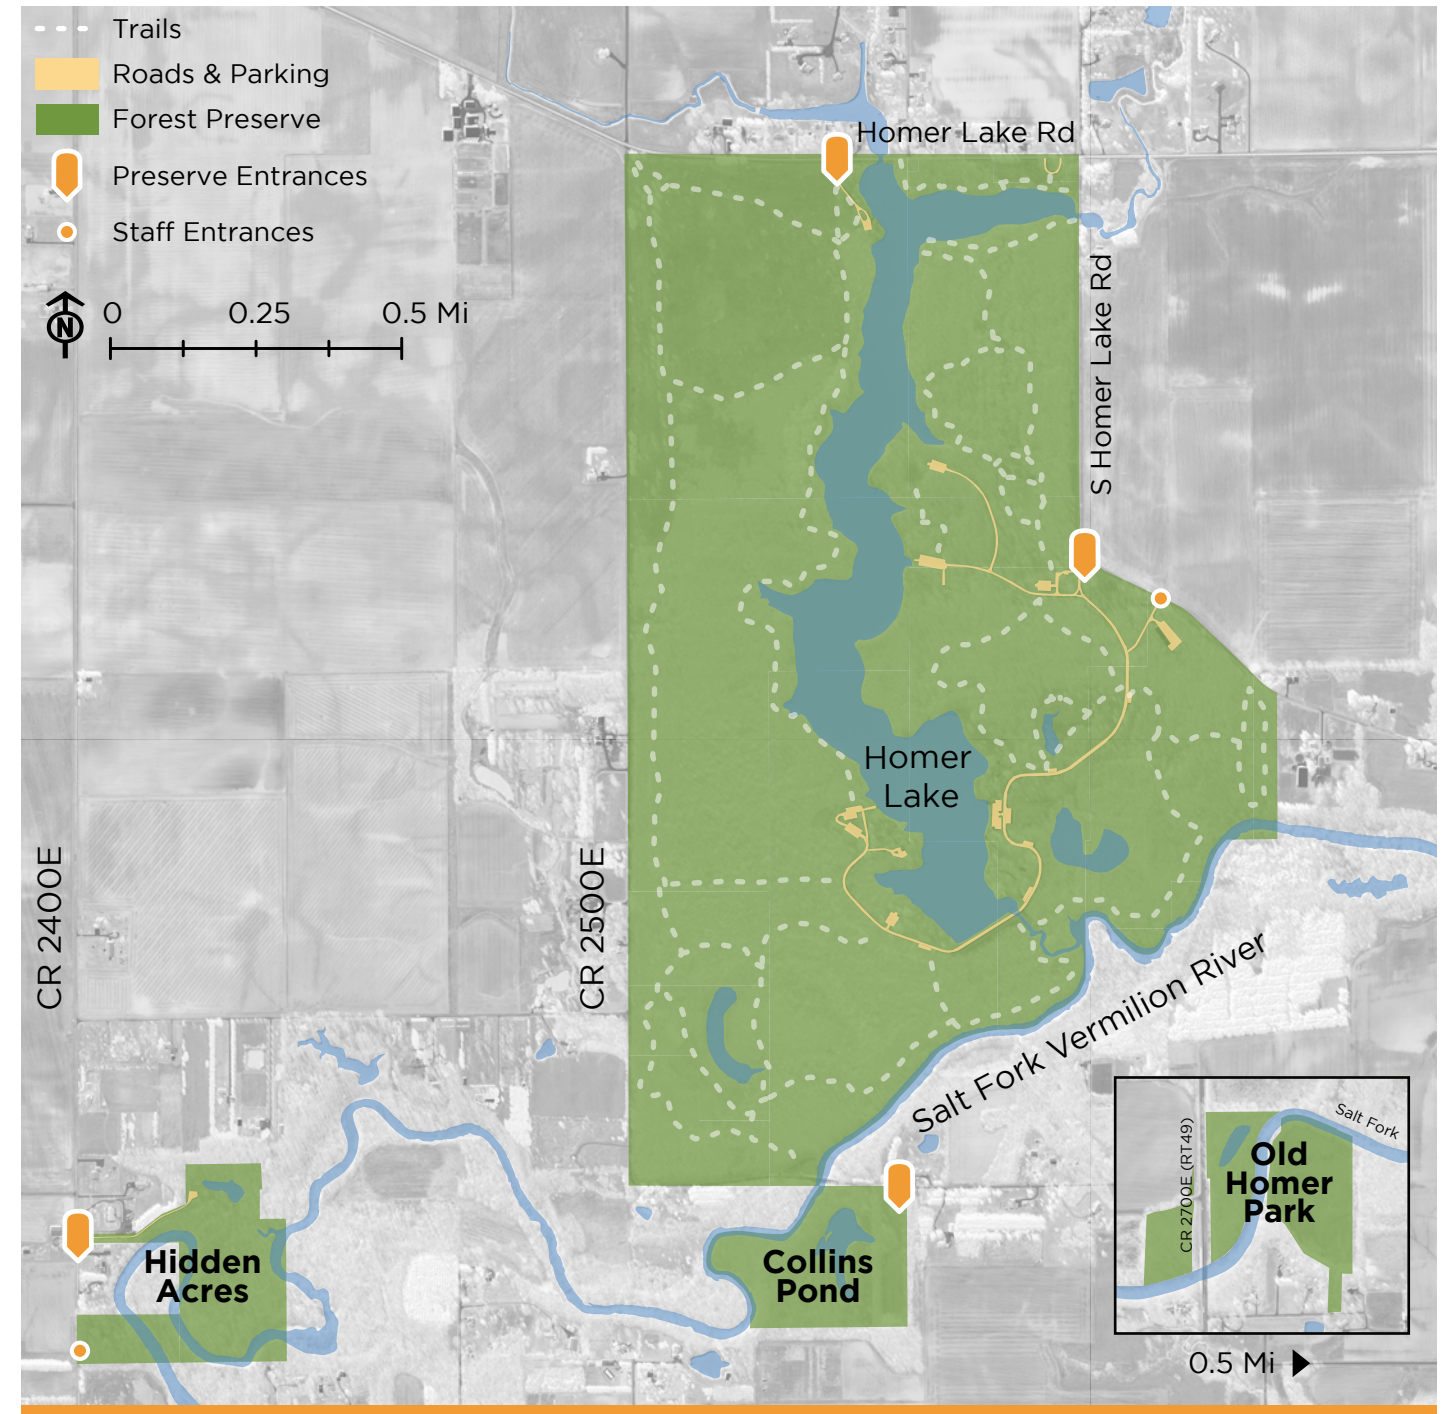 Trails
Roads & Parking
Forest Preserve
Preserve Entrances
Staff Entrances
N
0
0.25
0.5 Mi
Homer Lake Rd
S Homer Lake Rd
Homer
Lake
CR 2400E
CR 2500E
Salt Fork Vermilion River
Hidden
Acres
Collins
Pond
CR 2700E (RT49)
Salt Fork
Old
Homer
Park
0.5 Mi